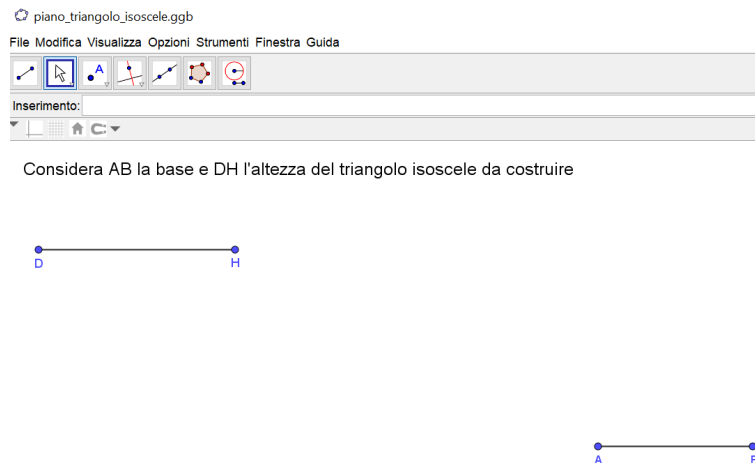 piano_triangolo_isoscele.ggb
File Modifica Visualizza Opzioni Strumenti Finestra Guida
A
Inserimento:
Considera AB la base e DH l'altezza del triangolo isoscele da costruire
D H
A